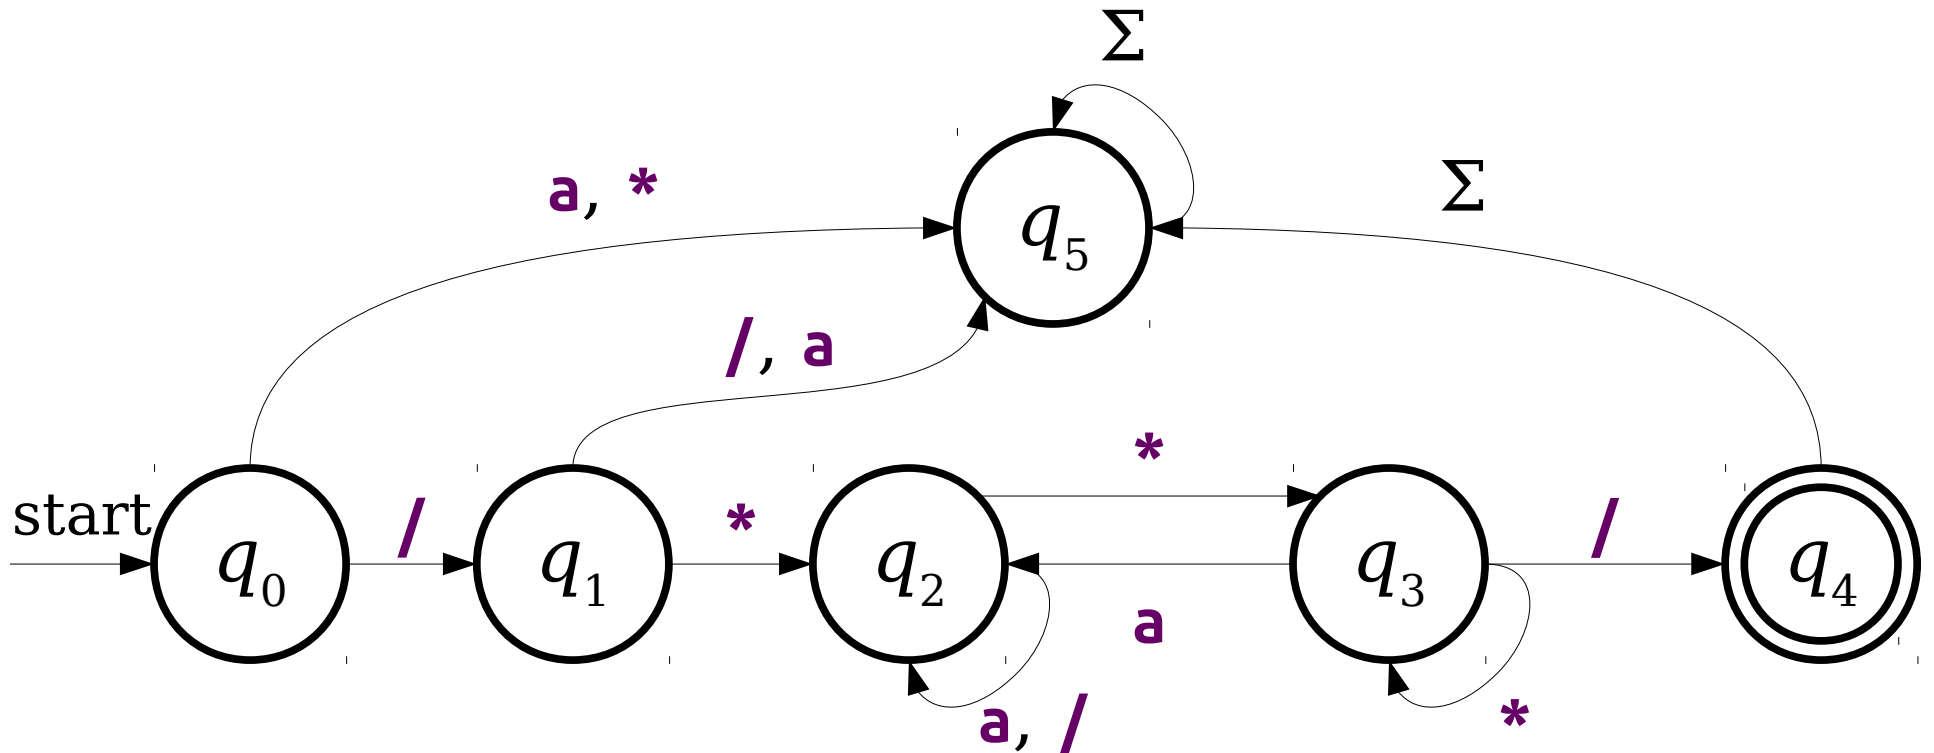 Σ
Σ
a, *
q5
/, a
*
start
/
*
/
q0
q1
q2
q3
q4
a
a, /
*